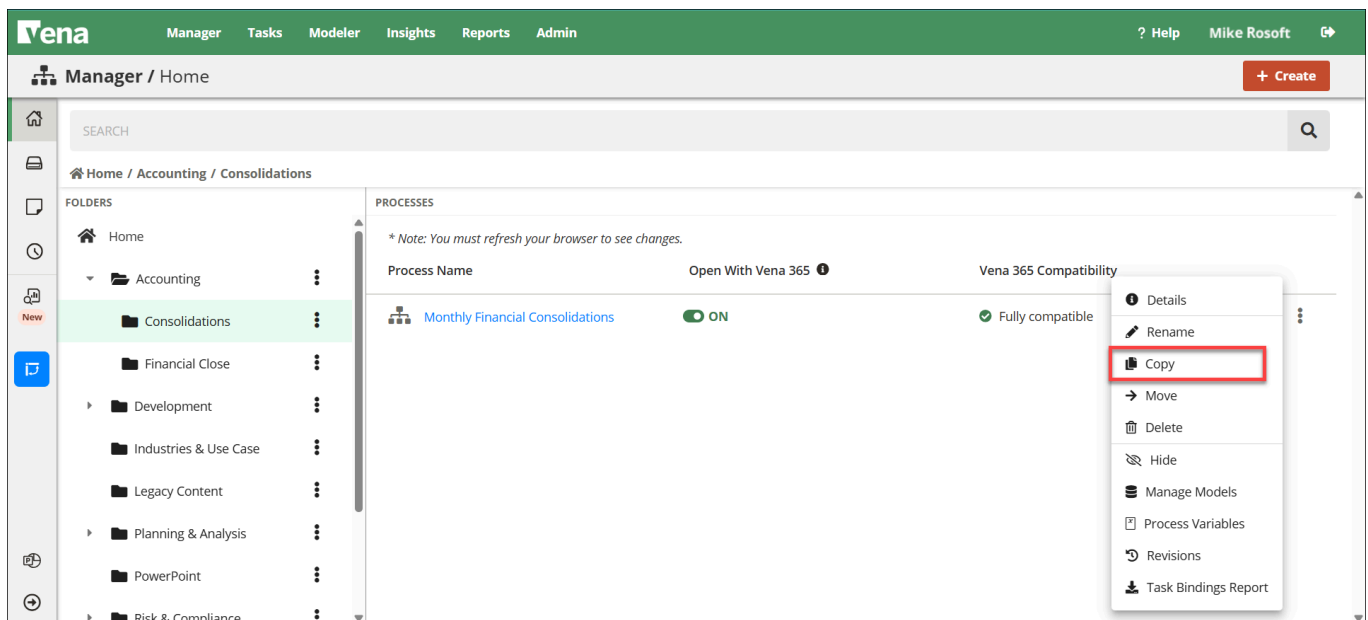 Vena Manager Tasks Modeler Insights Reports Admin ? Help Mike Rosoft
Manager / Home + Create
SEARCH
Home / Accounting / Consolidations
FOLDERS
Home
Accounting
Consolidations
Financial Close
Development
Industries & Use Case
Legacy Content
Planning & Analysis
PowerPoint
Risk & Compliance
New
PROCESSES
* Note: You must refresh your browser to see changes.
Process Name Open With Vena 365 Vena 365 Compatibility
Monthly Financial Consolidations ON Fully compatible
Details
Rename
Copy
Move
Delete
Hide
Manage Models
Process Variables
Revisions
Task Bindings Report